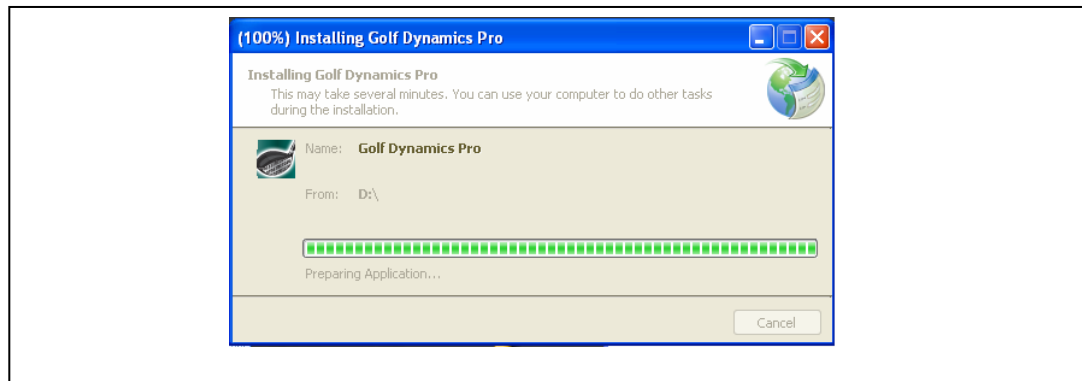 (100%) Installing Golf Dynamics Pro
Installing Golf Dynamics Pro
This may take several minutes. You can use your computer to do other tasks
during the installation.
Name: Golf Dynamics Pro
From: D:\
Preparing Application...
Cancel